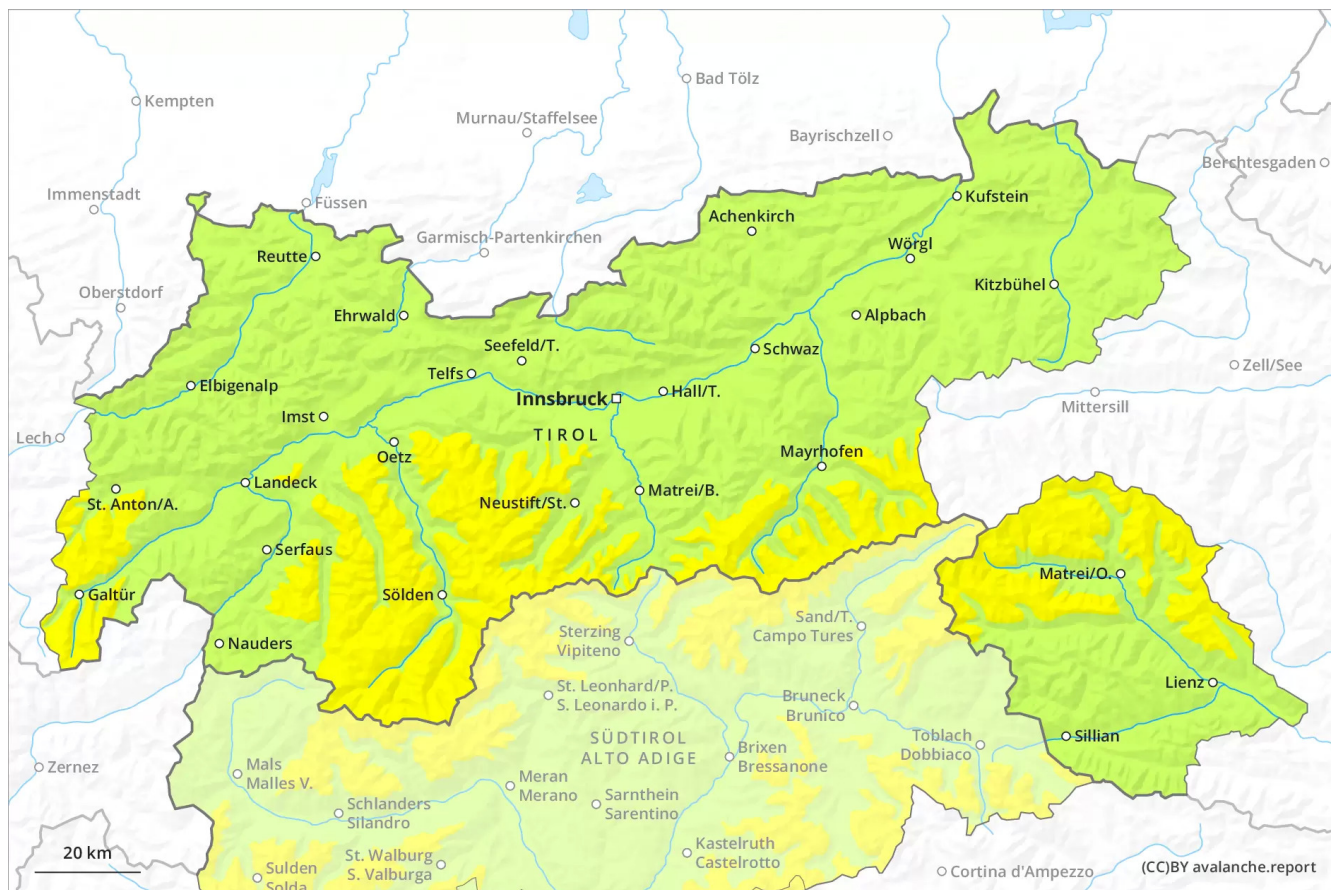 Kempten
Bad Tölz
Murnau/Staffelsee
Bayrischzell
Berchtesgaden
Immenstadt
Füssen
Kufstein
Achenkirch
Garmisch-Partenkirchen
Wörgl
Reutte
Oberstdorf
Kitzbühel
Ehrwald
Alpbach
Seefeld/T.
Schwaz
Zell/See
Telfs
Elbigenalp
Hall/T.
Innsbruck
Mittersill
Imst
Lech
TIROL
Oetz
Mayrhofen
Landeck
Matrei/B.
St. Anton/A.
Neustift/St.
Serfaus
Matrei/O.
Galtür
Sölden
Sand/T.
Campo Tures
Sterzing
Vipiteno
Nauders
Lienz
St. Leonhard/P.
S. Leonardo i. P.
Bruneck
Brunico
Sillian
SÜDTIROL
ALTO ADIGE
Toblach
Dobbiaco
Brixen
Bressanone
Zernez
Mals
Malles V.
Meran
Merano
Sarnthein
Sarentino
Schlanders
Silandro
Kastelruth
Castelrotto
20 km
St. Walburg
S. Valburga
Sulden
Solda
Cortina d'Ampezzo
(CC)BY avalanche.report